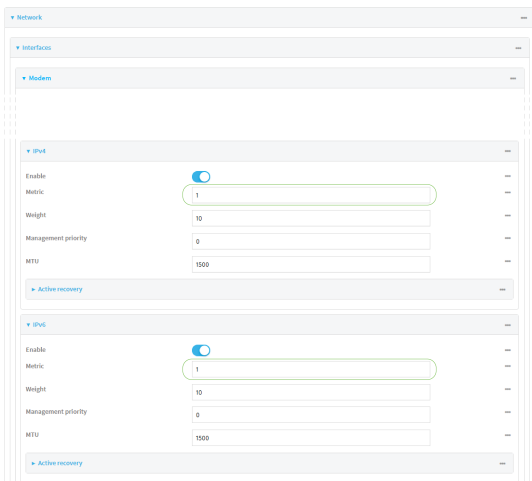 Network
Interfaces
Modem
IPv4
Enable
Metric 1
Weight 10
Management priority 0
MTU 1500
Active recovery
IPv6
Enable
Metric 1
Weight 10
Management priority 0
MTU 1500
Active recovery